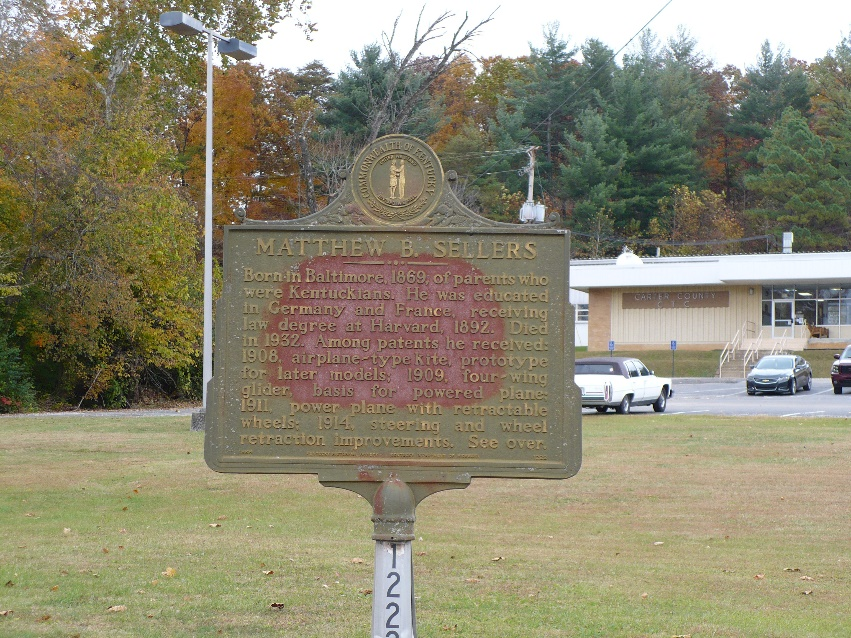 COMMONWEALTH OF KENTUCKY
MATTHEW B. SELLERS
Born in Baltimore, 1869, of parents who
were Kentuckians. He was educated
in Germany and France, receiving
law degree at Harvard, 1892. Died
in 1932. Among patents he received:
1908, airplane-type kite, prototype
for later models; 1909, four-wing
glider, basis for powered plane;
1911, power plane with retractable
wheels; 1914, steering and wheel
retraction improvements. See over.
CARTER COUNTY
1
2
2